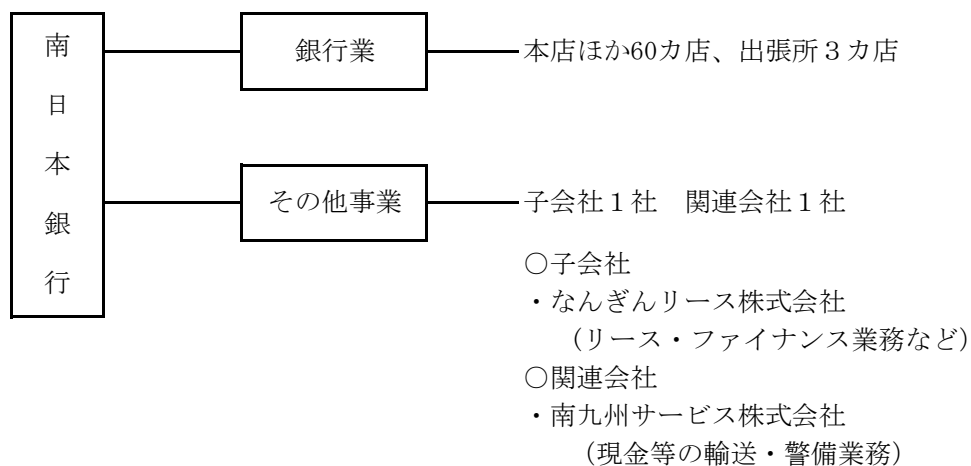 南日本銀行
銀行業
本店ほか60カ店、出張所３カ店
その他事業
子会社１社　関連会社１社
○子会社
・なんぎんリース株式会社
（リース・ファイナンス業務など）
○関連会社
・南九州サービス株式会社
（現金等の輸送・警備業務）